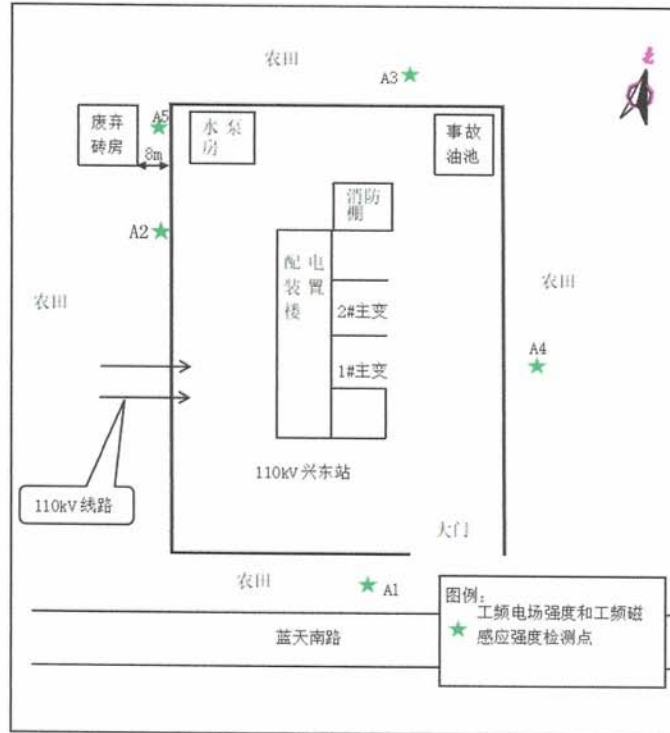 农田
A3
北
废弃
砖房
A5
水 泵
房
事故
油池
8m
消防
棚
A2
配 电
装 置
楼
农田
农田
2#主变
A4
1#主变
110kV兴东站
110kV线路
大门
农田
A1
图例:
工频电场强度和工频磁
感应强度检测点
蓝天南路